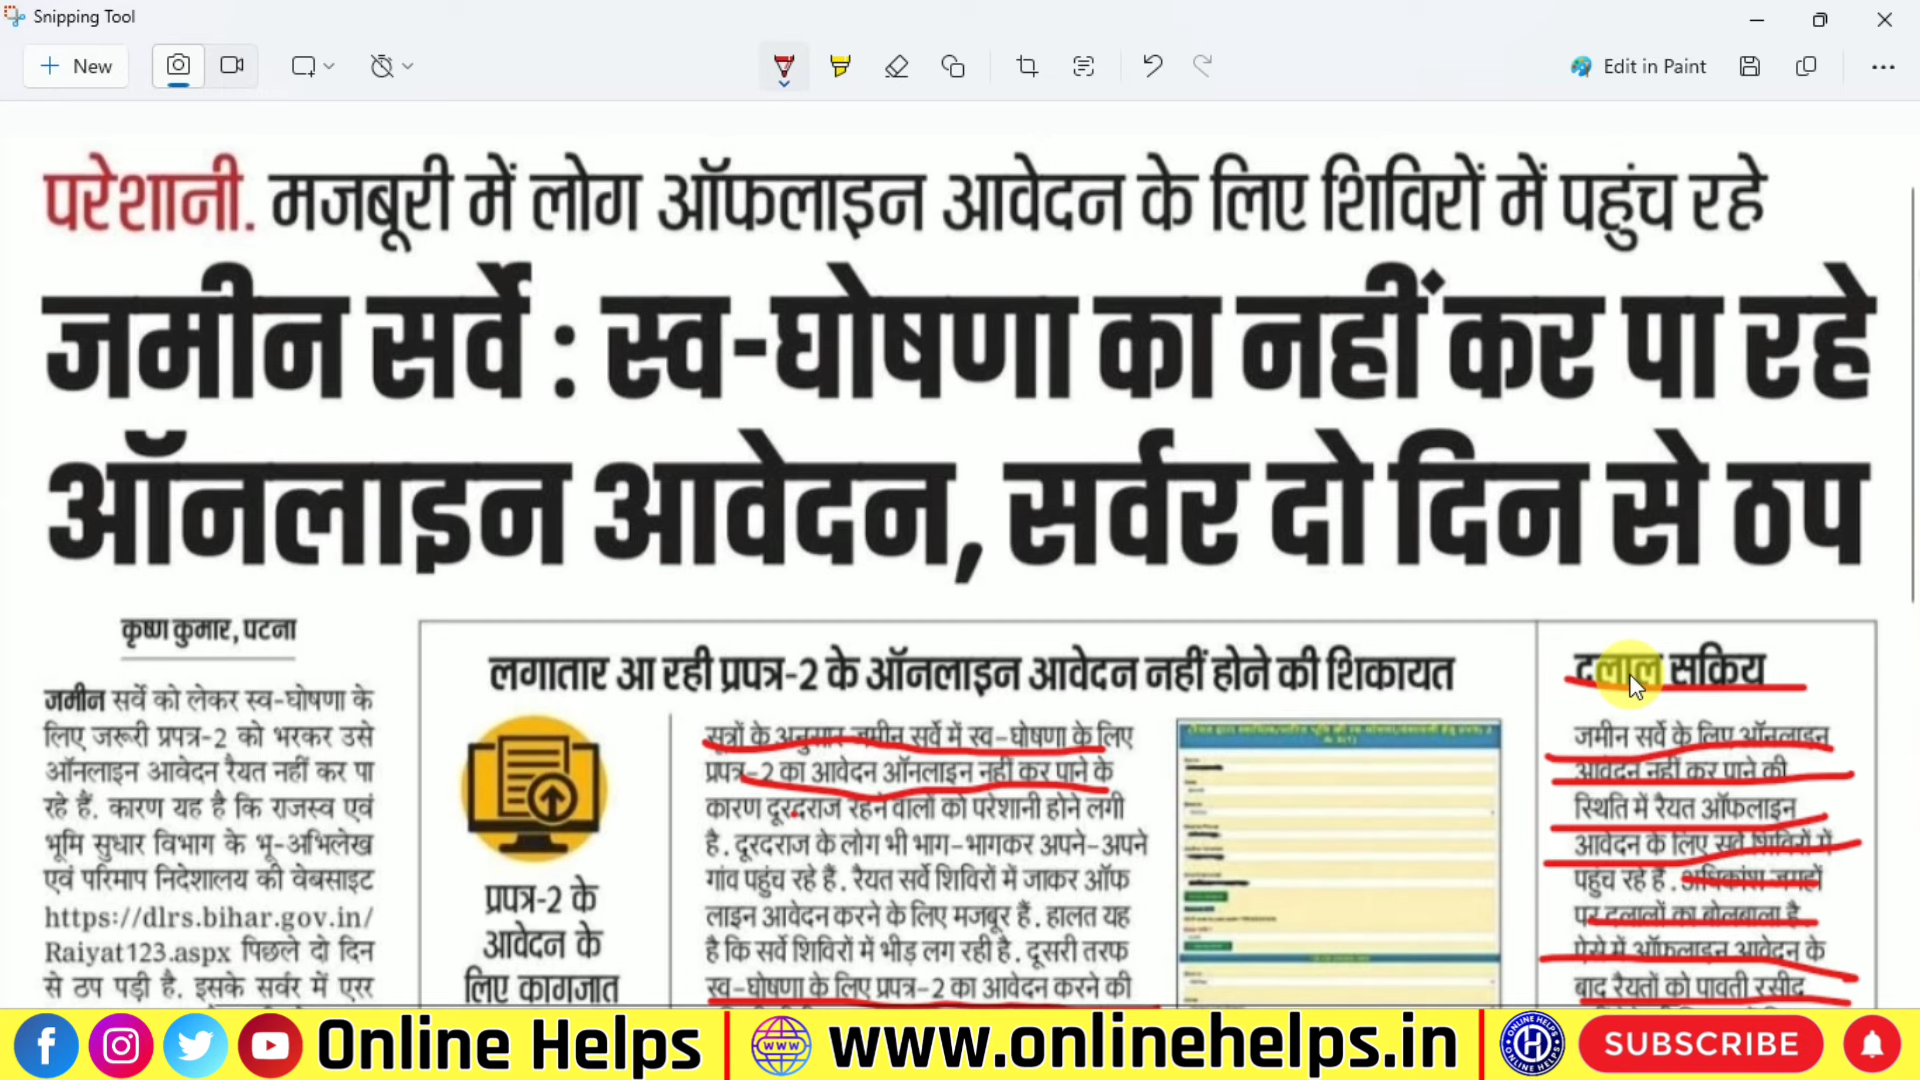 Snipping Tool
New
Edit in Paint
परेशानी. मजबूरी में लोग ऑफलाइन आवेदन के लिए शिविरों में पहुंच रहे
जमीन सर्वे : स्व-घोषणा का नहीं कर पा रहे
ऑनलाइन आवेदन, सर्वर दो दिन से ठप
कृष्ण कुमार, पटना
जमीन सर्वे को लेकर स्व-घोषणा के
लिए जरूरी प्रपत्र-2 को भरकर उसे
ऑनलाइन आवेदन रैयत नहीं कर पा
रहे हैं. कारण यह है कि राजस्व एवं
भूमि सुधार विभाग के भू-अभिलेख
एवं परिमाप निदेशालय की वेबसाइट
https://dlrs.bihar.gov.in/
Raiyat123.aspx पिछले दो दिन
से ठप पड़ी है. इसके सर्वर में एरर
लगातार आ रही प्रपत्र-2 के ऑनलाइन आवेदन नहीं होने की शिकायत
प्रपत्र-2 के
आवेदन के
लिए कागजात
सूत्रों के अनुसार जमीन सर्वे में स्व-घोषणा के लिए
प्रपत्र-2 का आवेदन ऑनलाइन नहीं कर पाने के
कारण दूरदराज रहने वालों को परेशानी होने लगी
है. दूरदराज के लोग भी भाग-भागकर अपने-अपने
गांव पहुंच रहे हैं. रैयत सर्वे शिविरों में जाकर ऑफ
लाइन आवेदन करने के लिए मजबूर हैं. हालत यह
है कि सर्वे शिविरों में भीड़ लग रही है. दूसरी तरफ
स्व-घोषणा के लिए प्रपत्र-2 का आवेदन करने की
दलाल सक्रिय
जमीन सर्वे के लिए ऑनलाइन
आवेदन नहीं कर पाने की
स्थिति में रैयत ऑफलाइन
आवेदन के लिए सर्वे शिविरों में
पहुंच रहे हैं. अधिकांश जगहों
पर दलालों का बोलबाला है.
ऐसे में ऑफलाइन आवेदन के
बाद रैयतों को पावती रसीद
Online Helps
www
www.onlinehelps.in
ONLINE HELPS
SUBSCRIBE